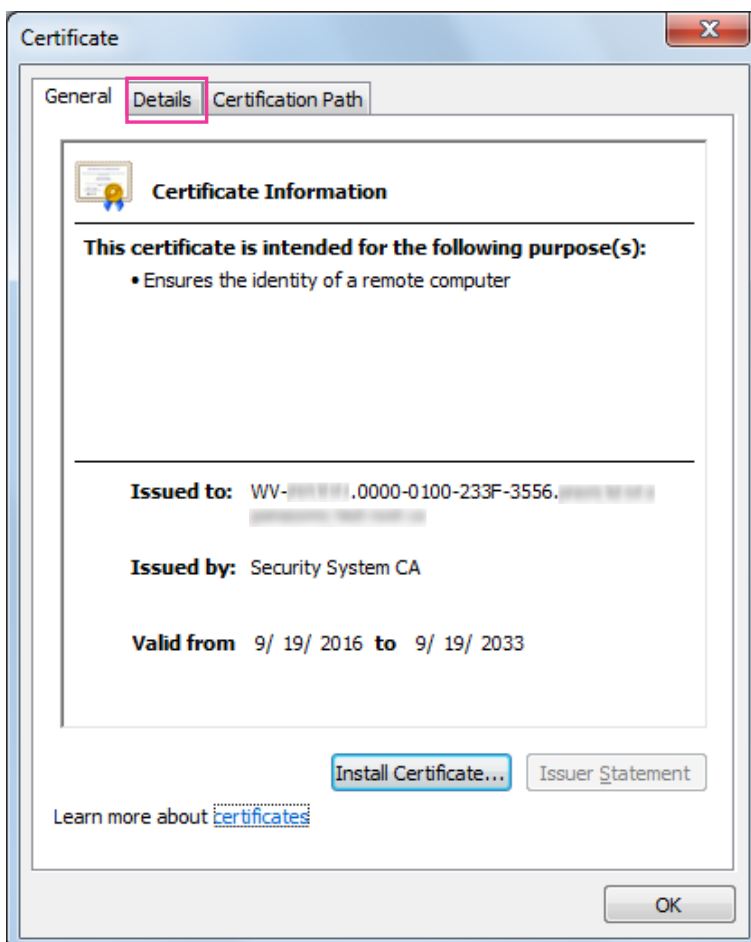 Certificate
General Details Certification Path
Certificate Information
This certificate is intended for the following purpose(s):
• Ensures the identity of a remote computer
Issued to: WV- .0000-0100-233F-3556.
Issued by: Security System CA
Valid from 9/ 19/ 2016 to 9/ 19/ 2033
Install Certificate... Issuer Statement
Learn more about certificates
OK